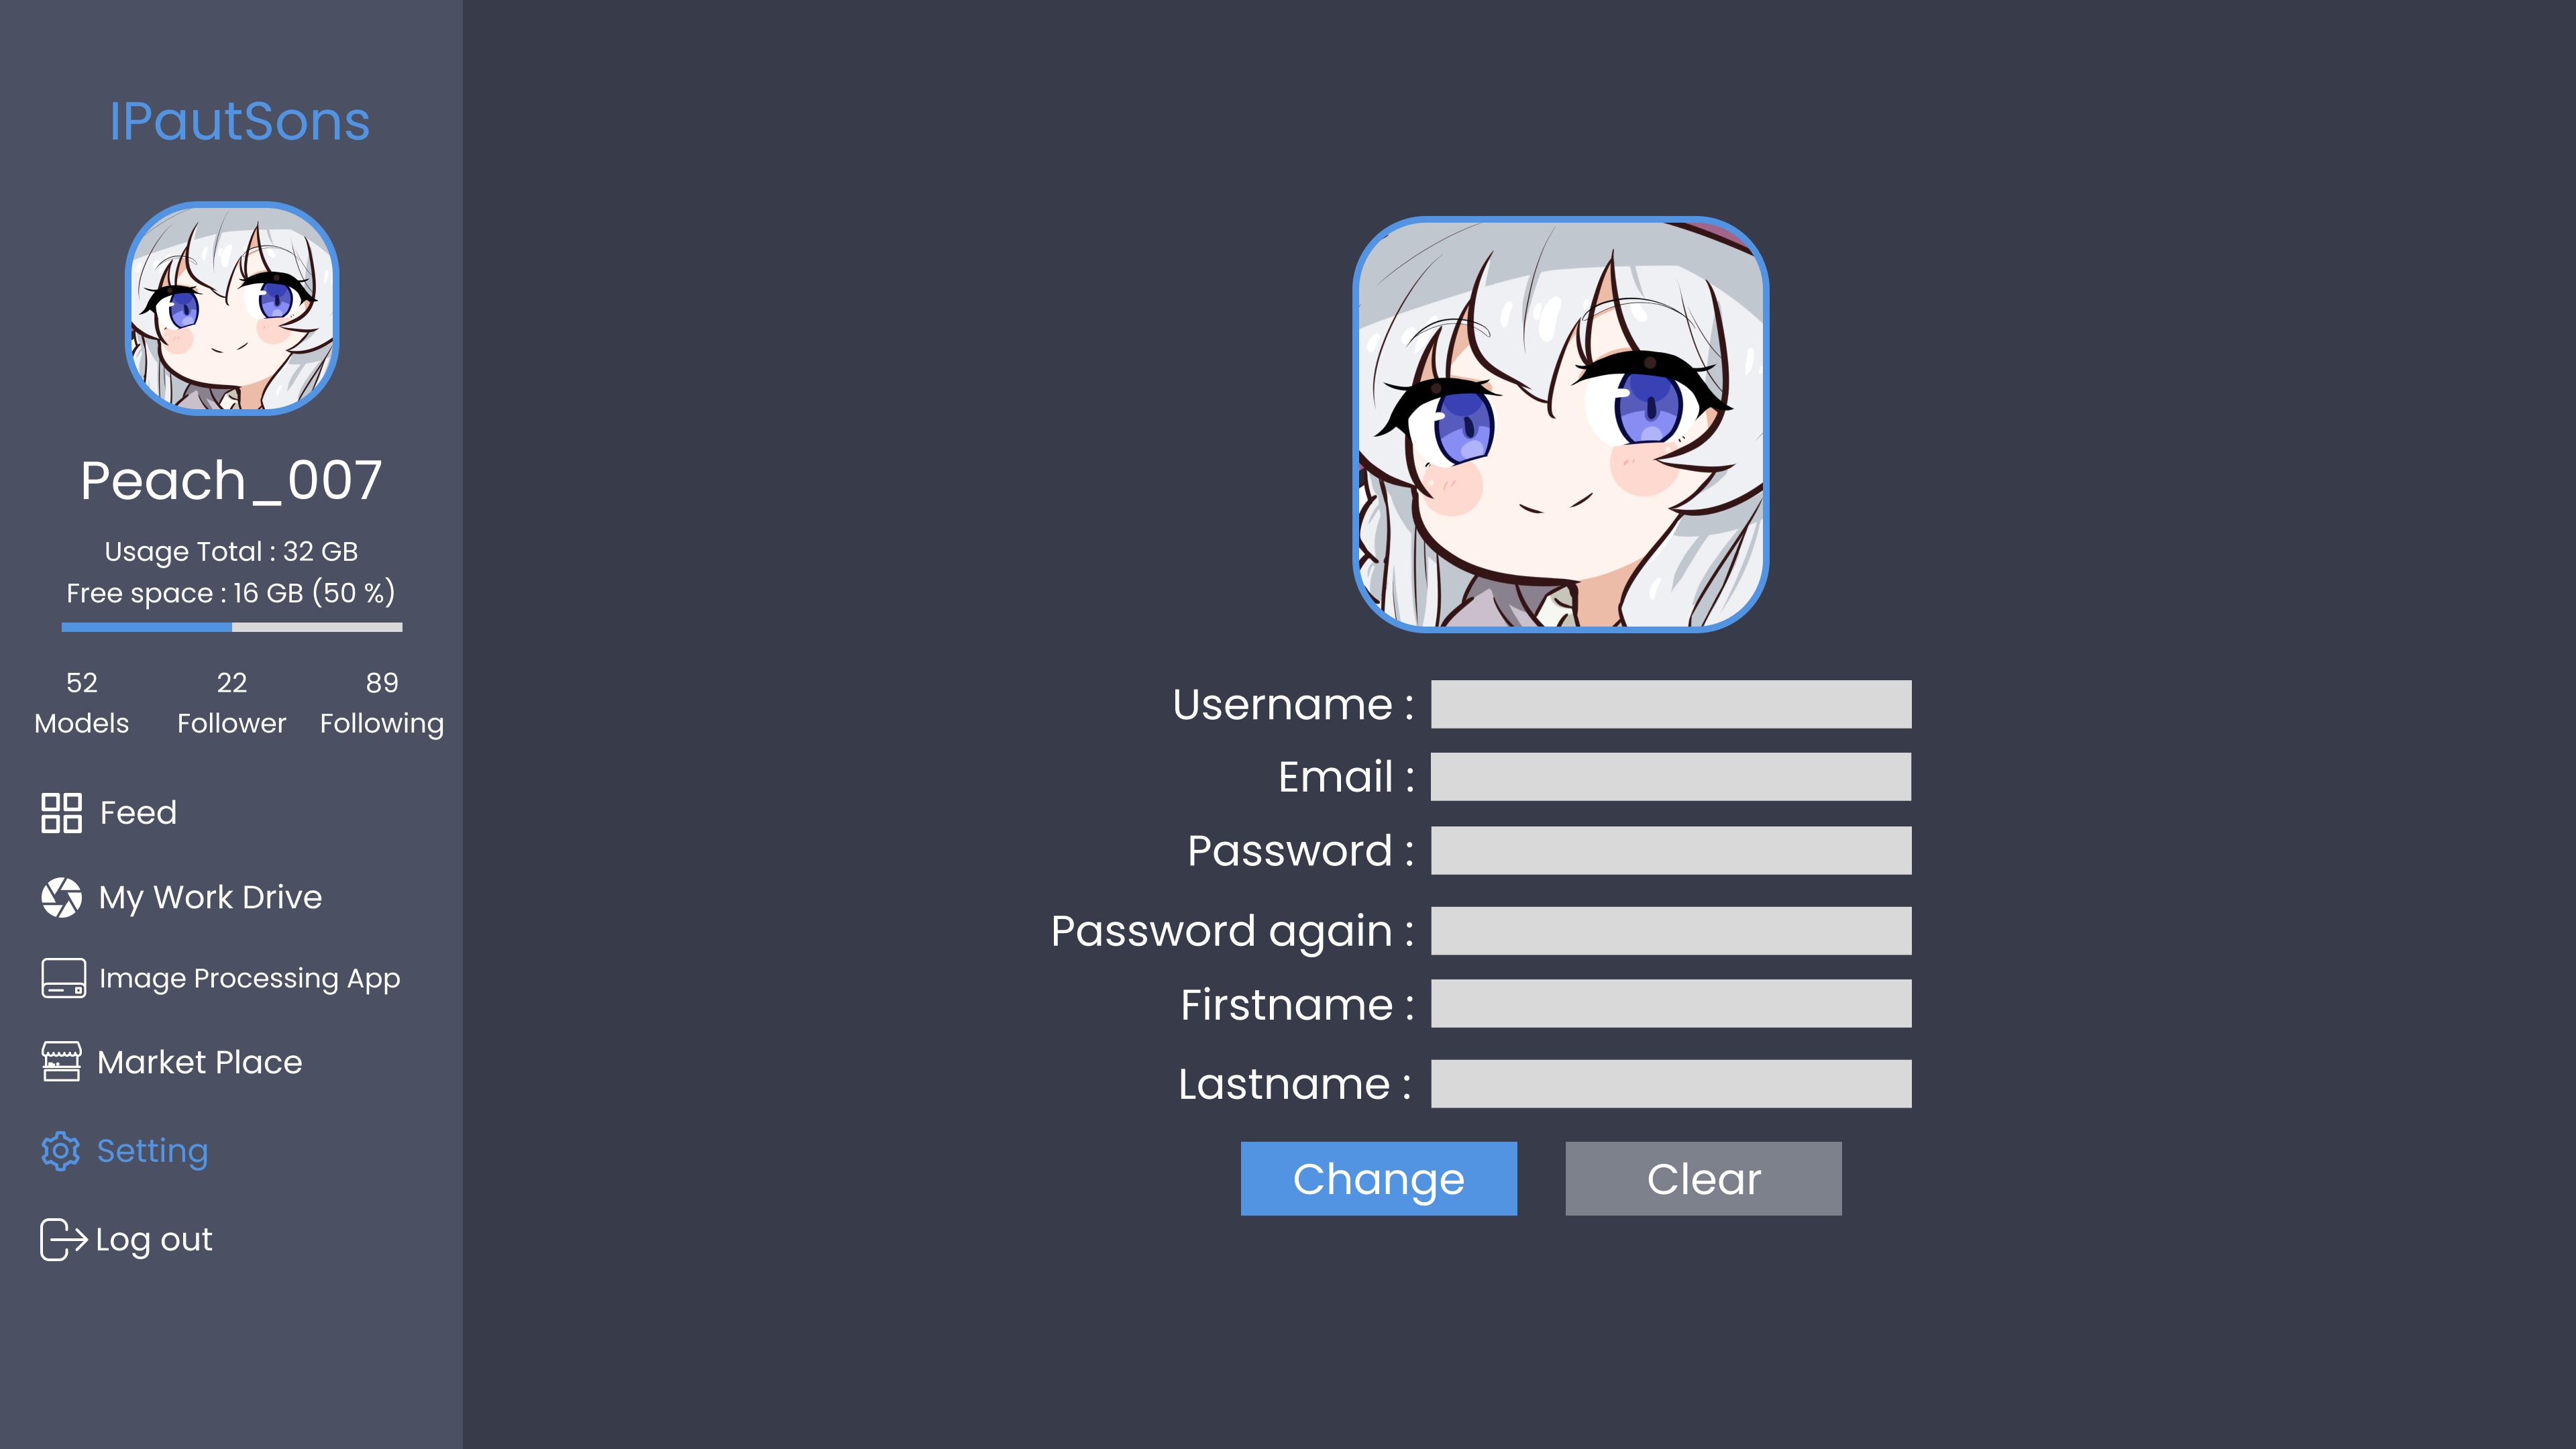 IPautSons
Peach_007
Usage Total : 32 GB
Free space : 16 GB (50 %)
52 22 89
Models Follower Following
Feed
My Work Drive
Image Processing App
Market Place
Setting
Log out
Username :
Email :
Password :
Password again :
Firstname :
Lastname :
Change Clear